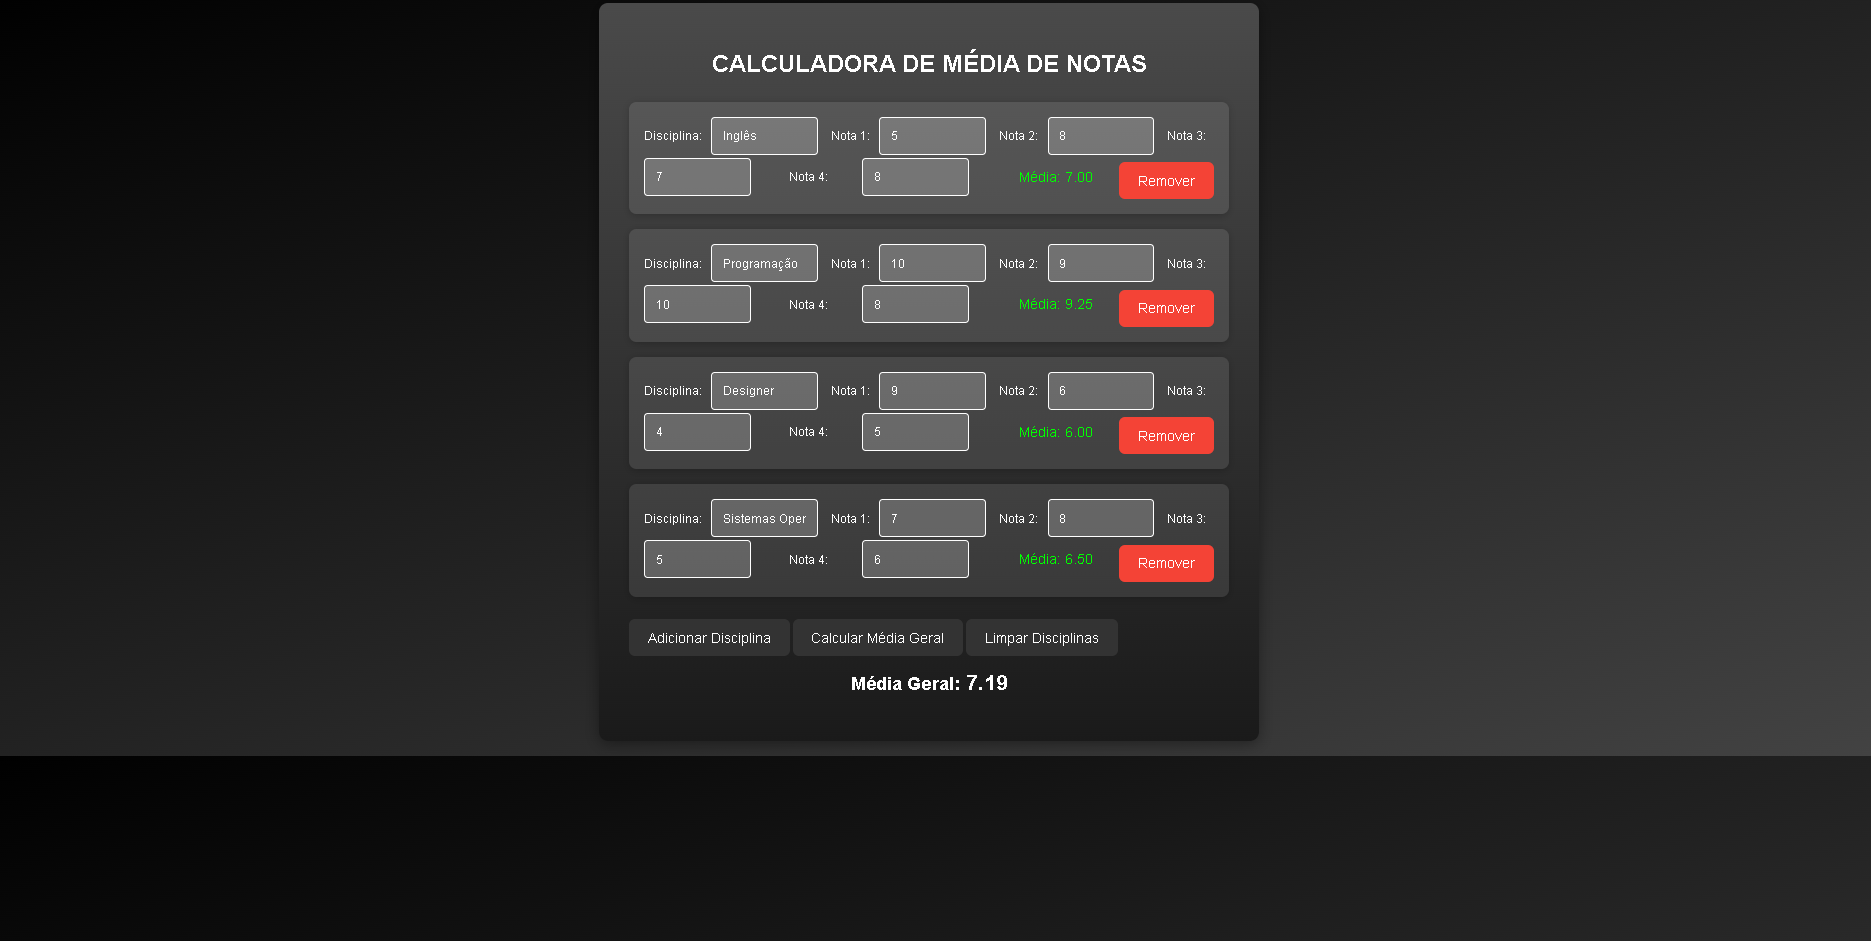 CALCULADORA DE MÉDIA DE NOTAS
Disciplina: Inglês Nota 1: 5 Nota 2: 8 Nota 3:
7 Nota 4: 8 Média: 7.00 Remover
Disciplina: Programação Nota 1: 10 Nota 2: 9 Nota 3:
10 Nota 4: 8 Média: 9.25 Remover
Disciplina: Designer Nota 1: 9 Nota 2: 6 Nota 3:
4 Nota 4: 5 Média: 6.00 Remover
Disciplina: Sistemas Oper Nota 1: 7 Nota 2: 8 Nota 3:
5 Nota 4: 6 Média: 6.50 Remover
Adicionar Disciplina Calcular Média Geral Limpar Disciplinas
Média Geral: 7.19